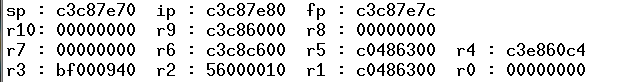 sp : c3c87e70  ip : c3c87e80  fp : c3c87e7c
r10: 00000000  r9 : c3c86000  r8 : 00000000
r7 : 00000000  r6 : c3c8c600  r5 : c0486300  r4 : c3e860c4
r3 : bf000940  r2 : 56000010  r1 : c0486300  r0 : 00000000